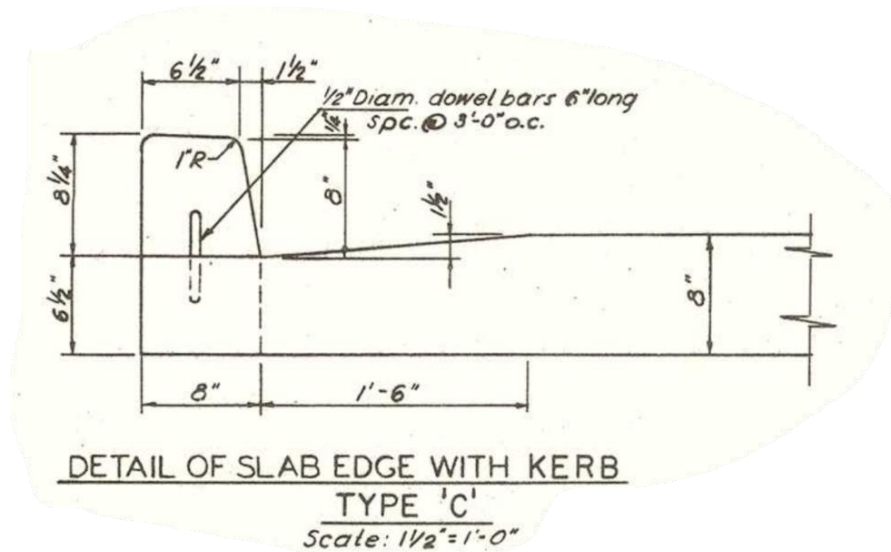 6½" 1½"
½"Diam. dowel bars 6"long
spc.@ 3'-0"o.c.
¼"
1"R
8¼"
8"
1½"
6½"
8"
8" 1'-6"
DETAIL OF SLAB EDGE WITH KERB
TYPE 'C'
Scale: 1½"=1'-0"